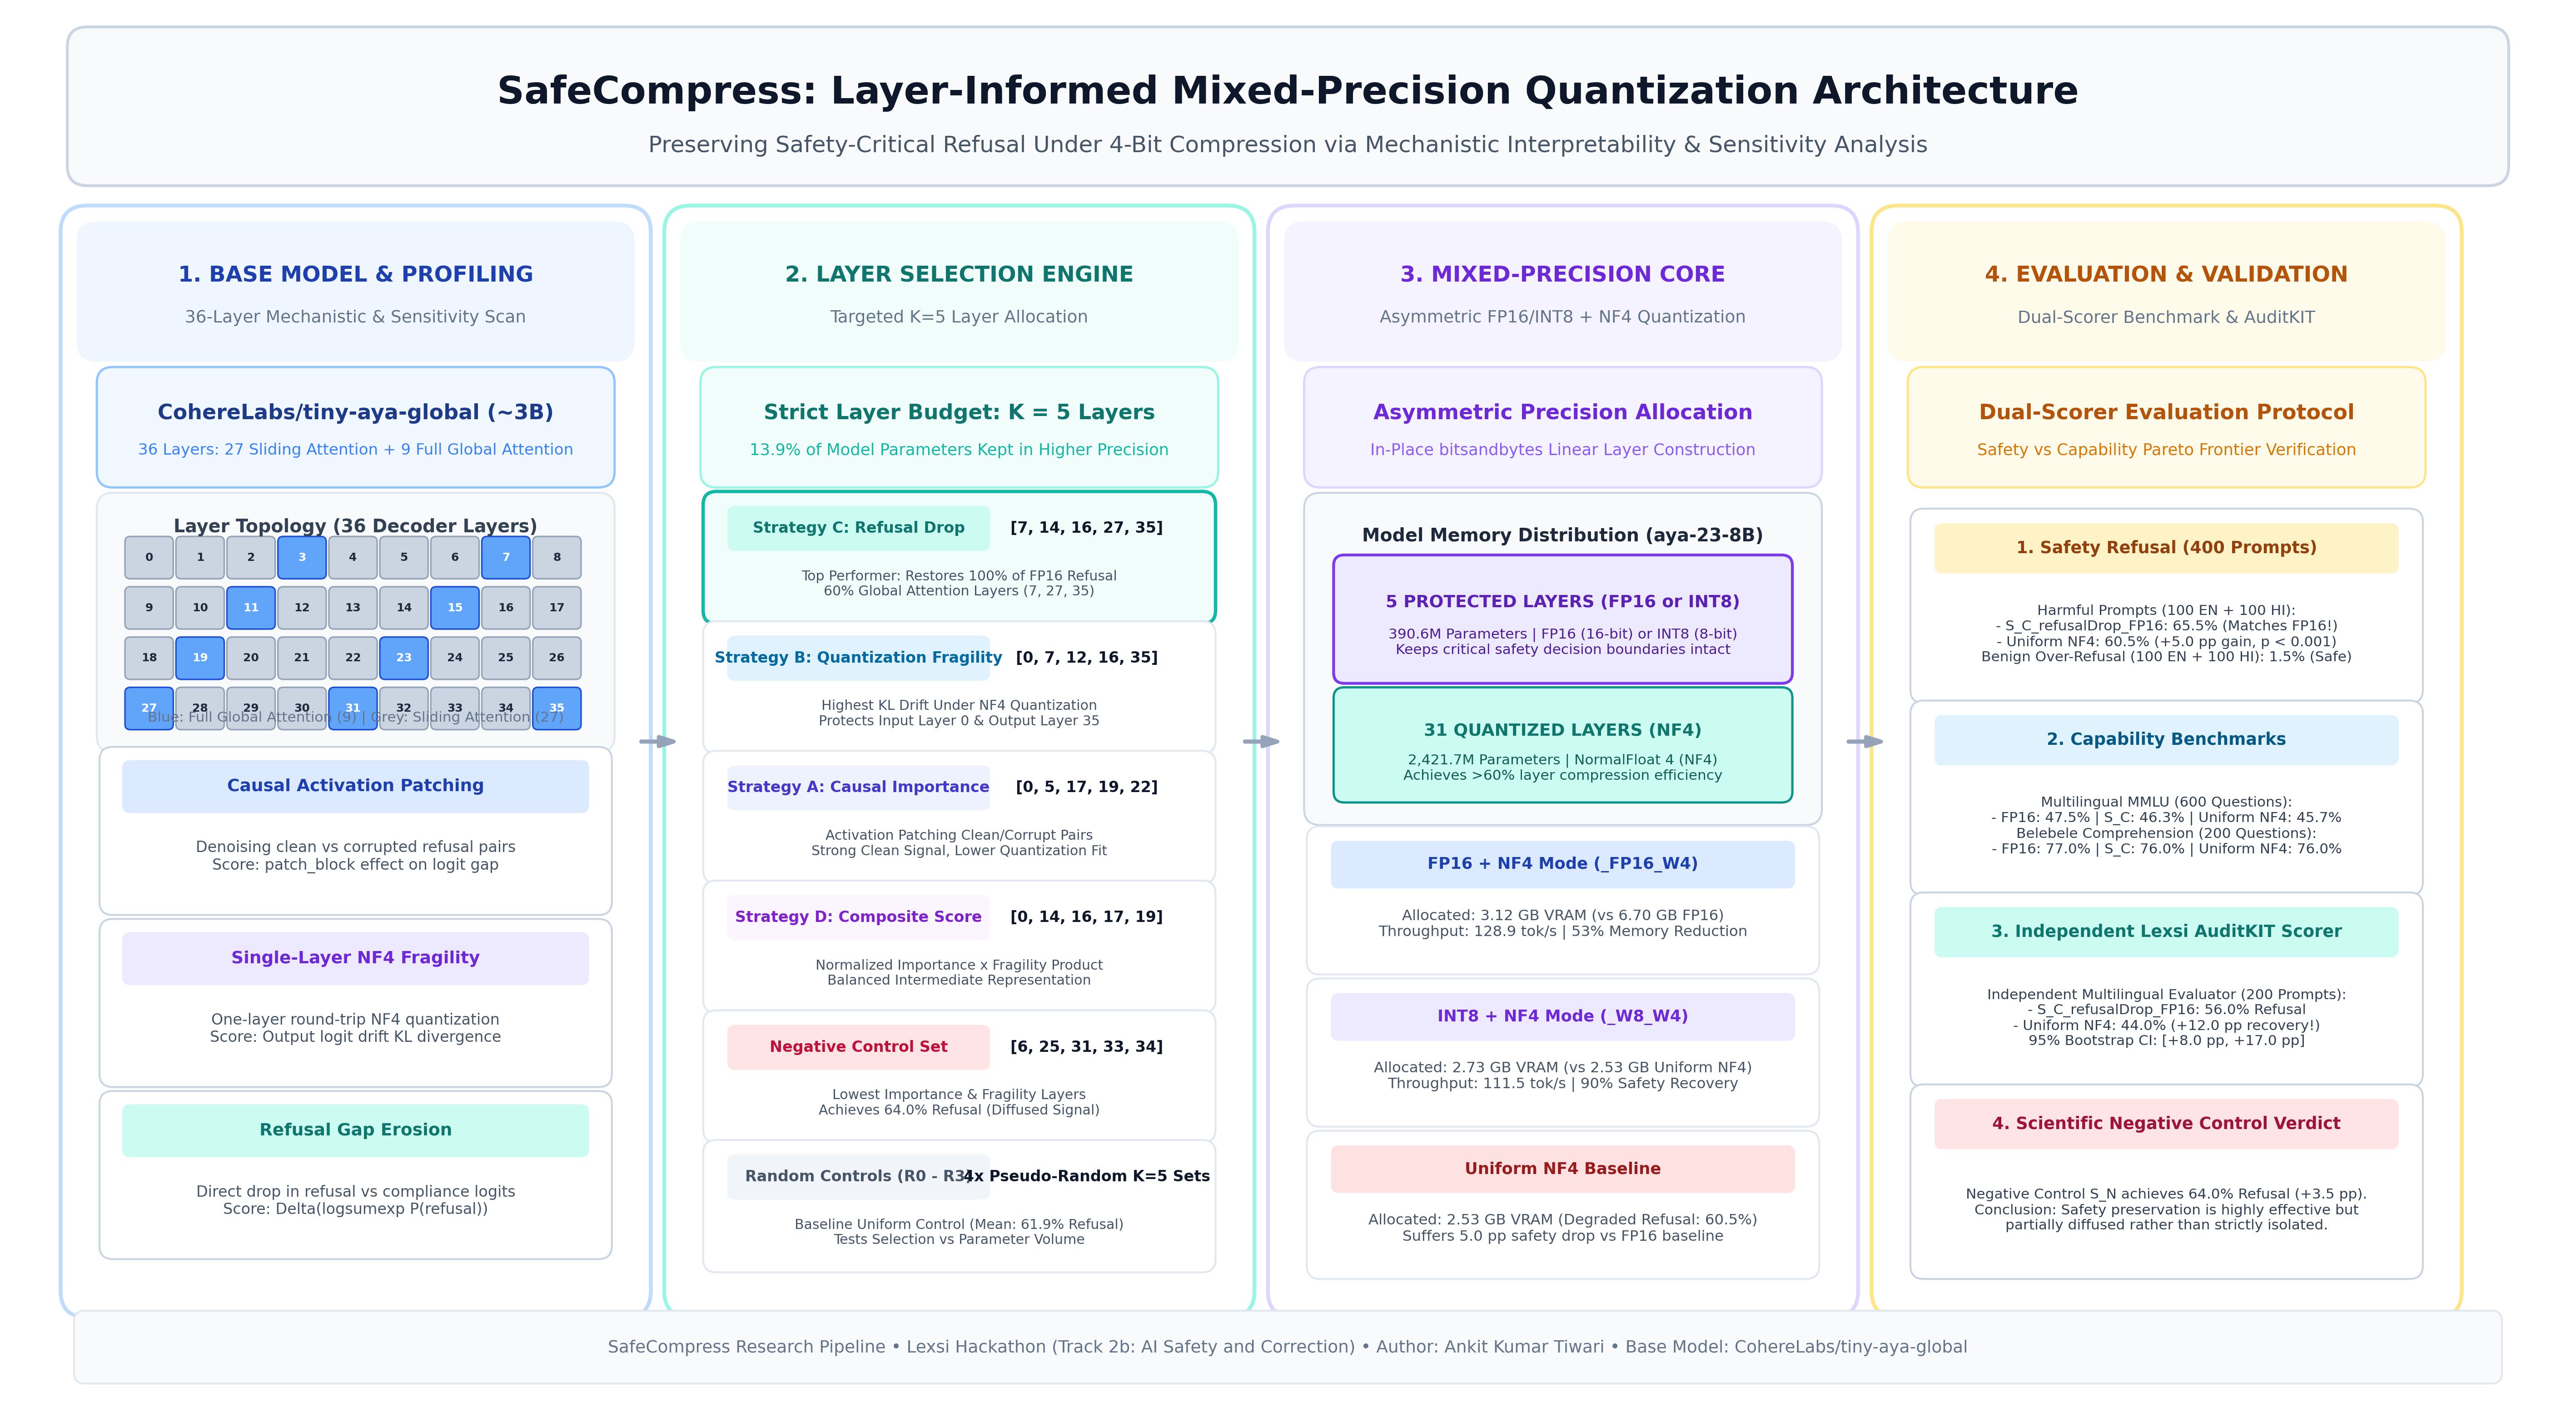 SafeCompress: Layer-Informed Mixed-Precision Quantization Architecture
Preserving Safety-Critical Refusal Under 4-Bit Compression via Mechanistic Interpretability & Sensitivity Analysis
1. BASE MODEL & PROFILING
36-Layer Mechanistic & Sensitivity Scan
CohereLabs/tiny-aya-global (~3B)
36 Layers: 27 Sliding Attention + 9 Full Global Attention
Layer Topology (36 Decoder Layers)
0 1 2 3 4 5 6 7 8
9 10 11 12 13 14 15 16 17
18 19 20 21 22 23 24 25 26
27 28 29 30 31 32 33 34 35
Blue: Full Global Attention (9) | Grey: Sliding Attention (27)
Causal Activation Patching
Denoising clean vs corrupted refusal pairs
Score: patch_block effect on logit gap
Single-Layer NF4 Fragility
One-layer round-trip NF4 quantization
Score: Output logit drift KL divergence
Refusal Gap Erosion
Direct drop in refusal vs compliance logits
Score: Delta(logsumexp P(refusal))
2. LAYER SELECTION ENGINE
Targeted K=5 Layer Allocation
Strict Layer Budget: K = 5 Layers
13.9% of Model Parameters Kept in Higher Precision
Strategy C: Refusal Drop [7, 14, 16, 27, 35]
Top Performer: Restores 100% of FP16 Refusal
60% Global Attention Layers (7, 27, 35)
Strategy B: Quantization Fragility [0, 7, 12, 16, 35]
Highest KL Drift Under NF4 Quantization
Protects Input Layer 0 & Output Layer 35
Strategy A: Causal Importance [0, 5, 17, 19, 22]
Activation Patching Clean/Corrupt Pairs
Strong Clean Signal, Lower Quantization Fit
Strategy D: Composite Score [0, 14, 16, 17, 19]
Normalized Importance x Fragility Product
Balanced Intermediate Representation
Negative Control Set [6, 25, 31, 33, 34]
Lowest Importance & Fragility Layers
Achieves 64.0% Refusal (Diffused Signal)
Random Controls (R0 - R3) 4x Pseudo-Random K=5 Sets
Baseline Uniform Control (Mean: 61.9% Refusal)
Tests Selection vs Parameter Volume
3. MIXED-PRECISION CORE
Asymmetric FP16/INT8 + NF4 Quantization
Asymmetric Precision Allocation
In-Place bitsandbytes Linear Layer Construction
Model Memory Distribution (aya-23-8B)
5 PROTECTED LAYERS (FP16 or INT8)
390.6M Parameters | FP16 (16-bit) or INT8 (8-bit)
Keeps critical safety decision boundaries intact
31 QUANTIZED LAYERS (NF4)
2,421.7M Parameters | NormalFloat 4 (NF4)
Achieves >60% layer compression efficiency
FP16 + NF4 Mode (_FP16_W4)
Allocated: 3.12 GB VRAM (vs 6.70 GB FP16)
Throughput: 128.9 tok/s | 53% Memory Reduction
INT8 + NF4 Mode (_W8_W4)
Allocated: 2.73 GB VRAM (vs 2.53 GB Uniform NF4)
Throughput: 111.5 tok/s | 90% Safety Recovery
Uniform NF4 Baseline
Allocated: 2.53 GB VRAM (Degraded Refusal: 60.5%)
Suffers 5.0 pp safety drop vs FP16 baseline
4. EVALUATION & VALIDATION
Dual-Scorer Benchmark & AuditKIT
Dual-Scorer Evaluation Protocol
Safety vs Capability Pareto Frontier Verification
1. Safety Refusal (400 Prompts)
Harmful Prompts (100 EN + 100 HI):
- S_C_refusalDrop_FP16: 65.5% (Matches FP16!)
- Uniform NF4: 60.5% (+5.0 pp gain, p < 0.001)
Benign Over-Refusal (100 EN + 100 HI): 1.5% (Safe)
2. Capability Benchmarks
Multilingual MMLU (600 Questions):
- FP16: 47.5% | S_C: 46.3% | Uniform NF4: 45.7%
Belebele Comprehension (200 Questions):
- FP16: 77.0% | S_C: 76.0% | Uniform NF4: 76.0%
3. Independent Lexsi AuditKIT Scorer
Independent Multilingual Evaluator (200 Prompts):
- S_C_refusalDrop_FP16: 56.0% Refusal
- Uniform NF4: 44.0% (+12.0 pp recovery!)
95% Bootstrap CI: [+8.0 pp, +17.0 pp]
4. Scientific Negative Control Verdict
Negative Control S_N achieves 64.0% Refusal (+3.5 pp).
Conclusion: Safety preservation is highly effective but
partially diffused rather than strictly isolated.
SafeCompress Research Pipeline • Lexsi Hackathon (Track 2b: AI Safety and Correction) • Author: Ankit Kumar Tiwari • Base Model: CohereLabs/tiny-aya-global